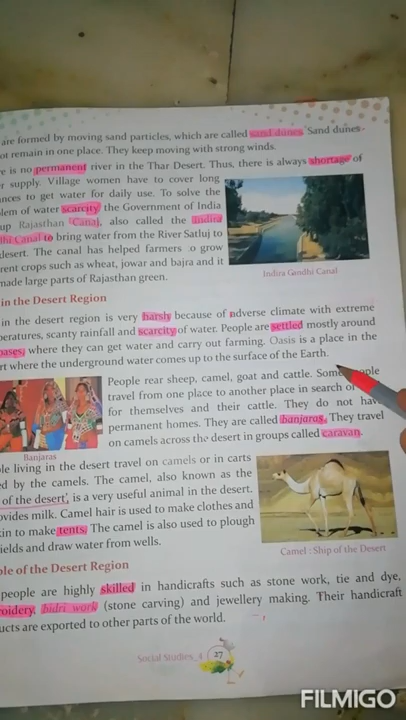 are formed by moving sand particles, which are called sand dunes. Sand dunes
ot remain in one place. They keep moving with strong winds.
e is no permanent river in the Thar Desert. Thus, there is always shortage of
r supply. Village women have to cover long
ances to get water for daily use. To solve the
lem of water scarcity the Government of India
up Rajasthan Canal, also called the Indira
dhi Canal to bring water from the River Satluj to
desert. The canal has helped farmers to grow
rent crops such as wheat, jowar and bajra and it
made large parts of Rajasthan green.
Indira Gandhi Canal
in the Desert Region
in the desert region is very harsh because of adverse climate with extreme
peratures, scanty rainfall and scarcity of water. People are settled mostly around
oases, where they can get water and carry out farming. Oasis is a place in the
rt where the underground water comes up to the surface of the Earth.
People rear sheep, camel, goat and cattle. Some people
travel from one place to another place in search of
for themselves and their cattle. They do not have
permanent homes. They are called banjaras. They travel
on camels across the desert in groups called caravan.
Banjaras
ple living in the desert travel on camels or in carts
ed by the camels. The camel, also known as the
of the desert', is a very useful animal in the desert.
ovides milk. Camel hair is used to make clothes and
kin to make tents. The camel is also used to plough
ields and draw water from wells.
Camel : Ship of the Desert
ple of the Desert Region
people are highly skilled in handicrafts such as stone work, tie and dye,
roidery, bidri work (stone carving) and jewellery making. Their handicraft
ucts are exported to other parts of the world.
Social Studies_4 27
FILMIGO